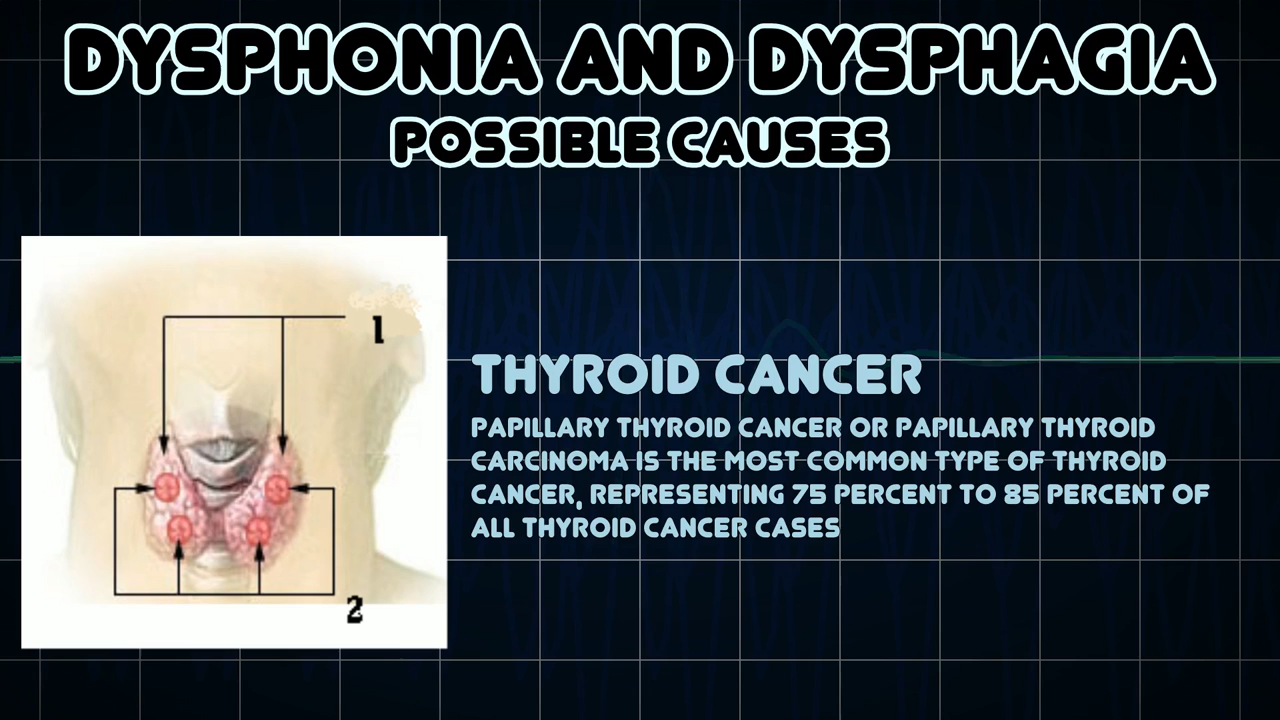 DYSPHONIA AND DYSPHAGIA
POSSIBLE CAUSES
1
2
THYROID CANCER
PAPILLARY THYROID CANCER OR PAPILLARY THYROID
CARCINOMA IS THE MOST COMMON TYPE OF THYROID
CANCER, REPRESENTING 75 PERCENT TO 85 PERCENT OF
ALL THYROID CANCER CASES